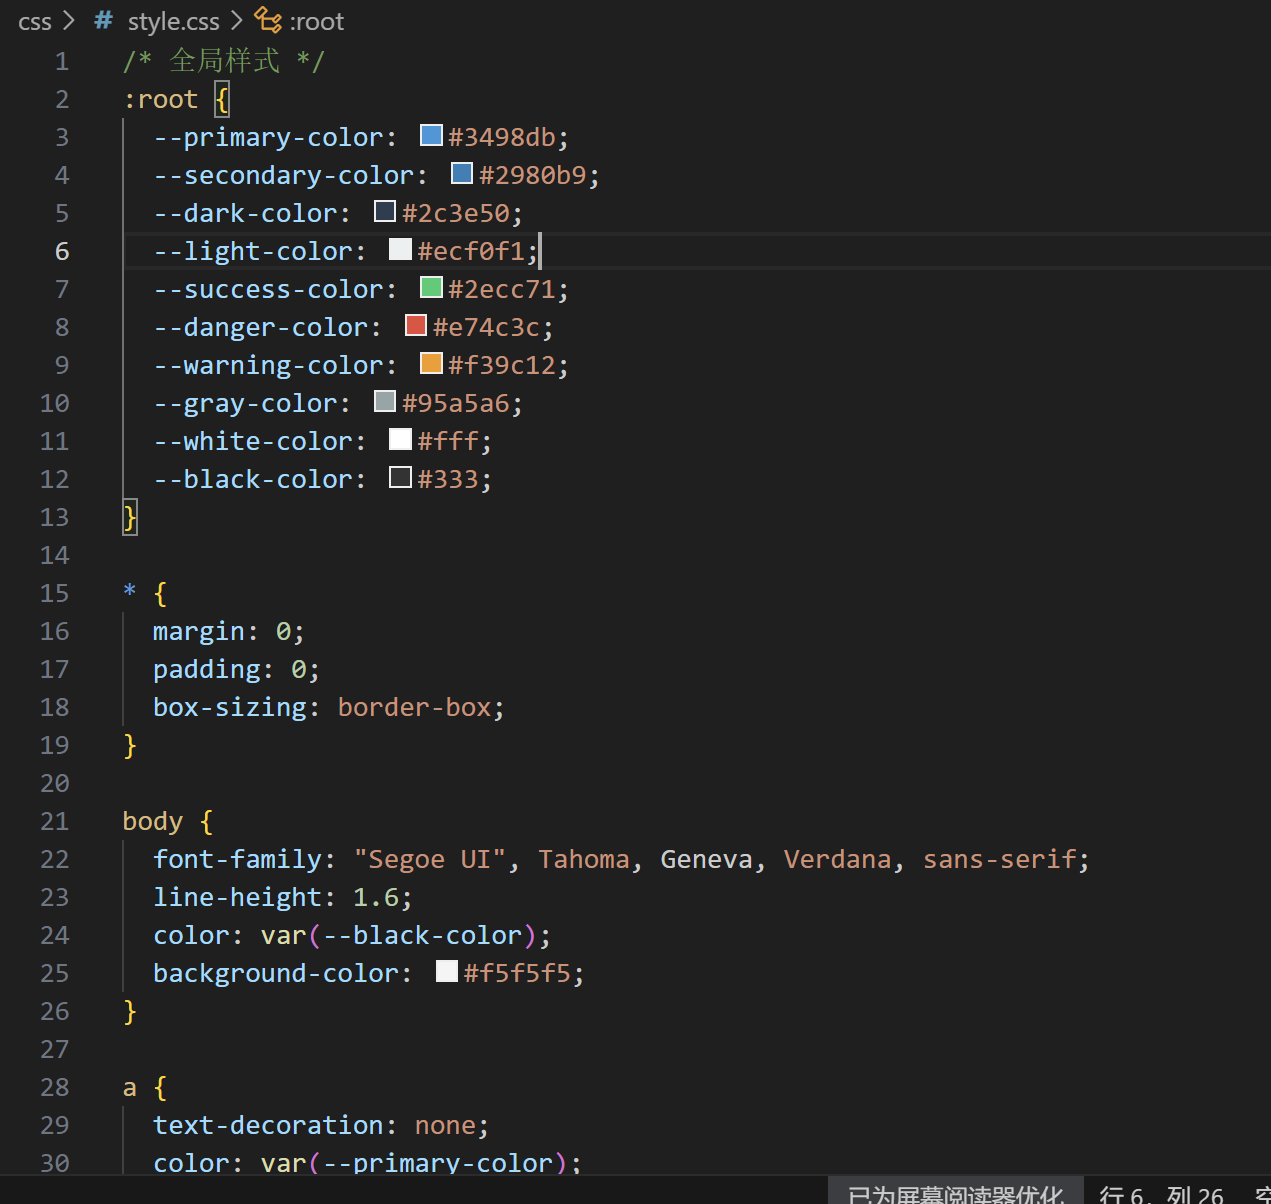 css > # style.css > :root
1 /* 全局样式 */
2 :root {
3 --primary-color: #3498db;
4 --secondary-color: #2980b9;
5 --dark-color: #2c3e50;
6 --light-color: #ecf0f1;
7 --success-color: #2ecc71;
8 --danger-color: #e74c3c;
9 --warning-color: #f39c12;
10 --gray-color: #95a5a6;
11 --white-color: #fff;
12 --black-color: #333;
13 }
14
15 * {
16 margin: 0;
17 padding: 0;
18 box-sizing: border-box;
19 }
20
21 body {
22 font-family: "Segoe UI", Tahoma, Geneva, Verdana, sans-serif;
23 line-height: 1.6;
24 color: var(--black-color);
25 background-color: #f5f5f5;
26 }
27
28 a {
29 text-decoration: none;
30 color: var(--primary-color);
已为屏幕阅读器优化 行 6，列 26